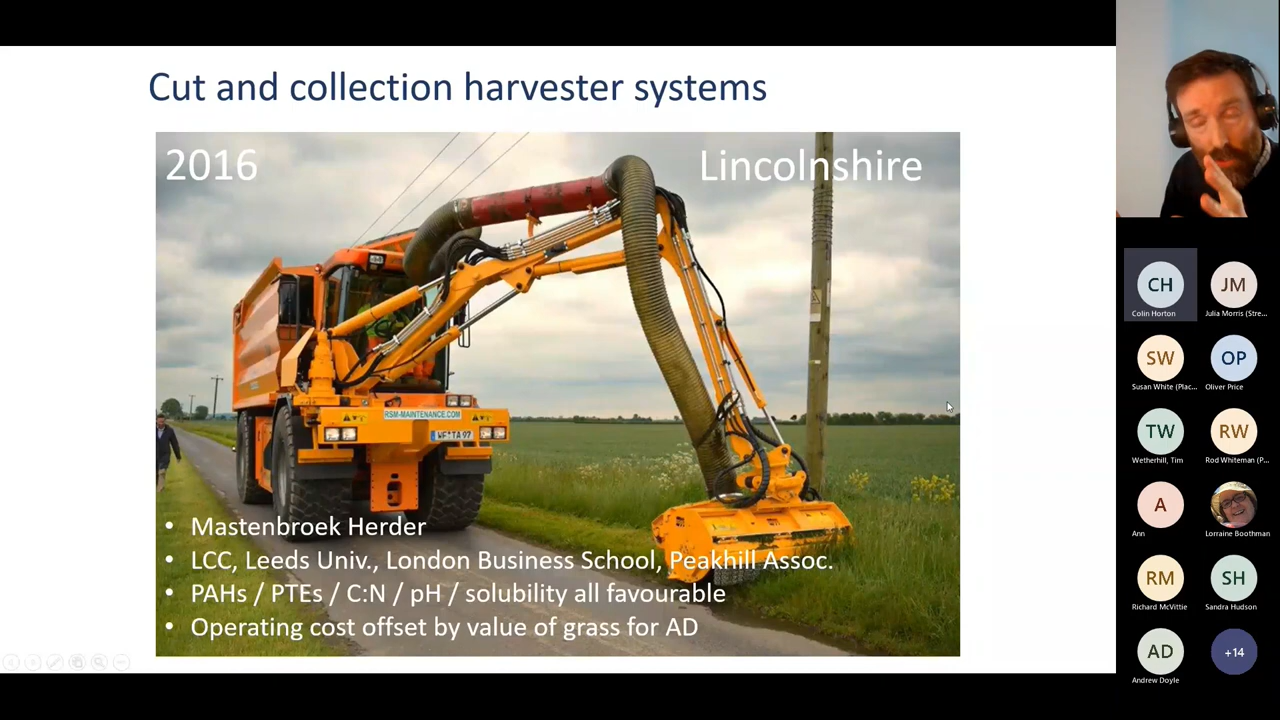 Cut and collection harvester systems
2016
Lincolnshire
RSM-MAINTENANCE.COM
• Mastenbroek Herder
• LCC, Leeds Univ., London Business School, Peakhill Assoc.
• PAHs / PTEs / C:N / pH / solubility all favourable
• Operating cost offset by value of grass for AD
CH
Colin Horton
JM
Julia Morris (Stre...
SW
Susan White (Plac...
OP
Oliver Price
TW
Wetherhill, Tim
RW
Rod Whiteman (P...
A
Ann
Lorraine Boothman
RM
Richard McVittie
SH
Sandra Hudson
AD
Andrew Doyle
+14